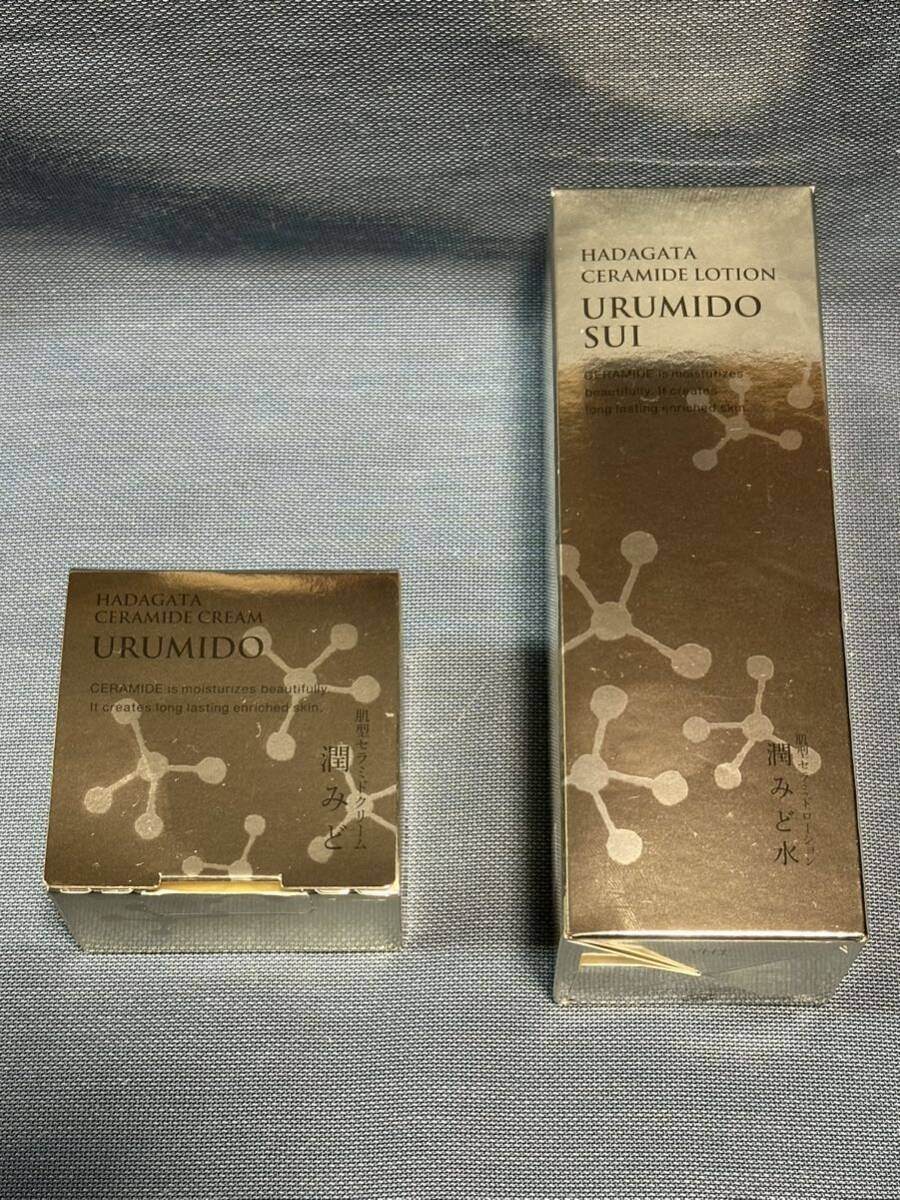 HADAGATA
CERAMIDE LOTION
URUMIDO
SUI
CERAMIDE is moisturizes
beautifully. It creates
long lasting enriched skin.
肌型セラミドローション
潤みど水
HADAGATA
CERAMIDE CREAM
URUMIDO
CERAMIDE is moisturizes beautifully.
It creates long lasting enriched skin.
肌型セラミドクリーム
潤みど